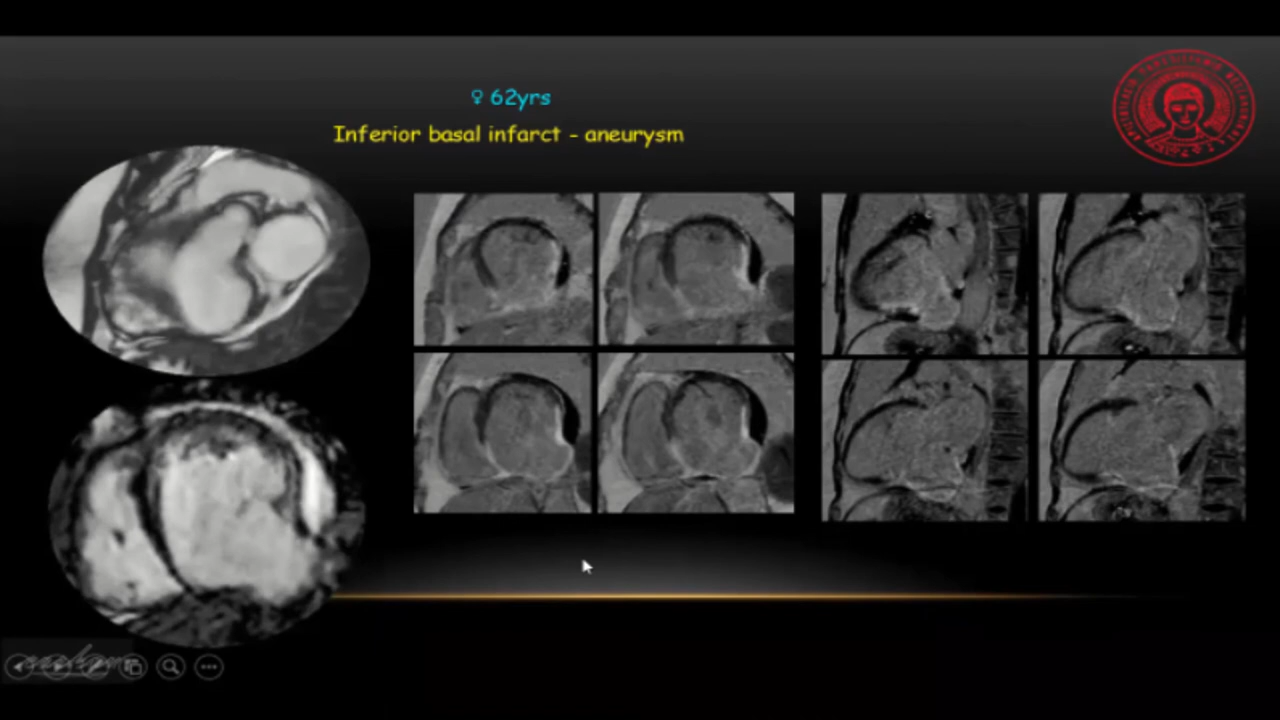 ♀ 62yrs
Inferior basal infarct - aneurysm